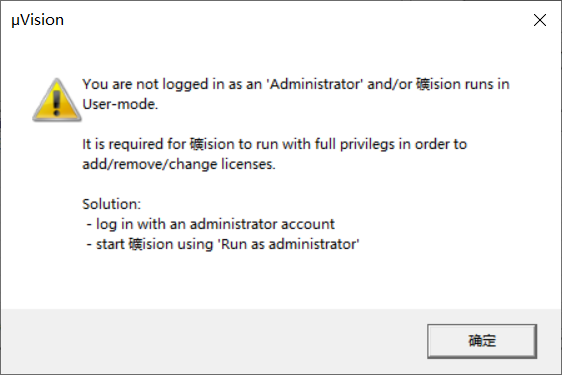 µVision
You are not logged in as an 'Administrator' and/or 礦ision runs in
User-mode.
It is required for 礦ision to run with full privilegs in order to
add/remove/change licenses.
Solution:
- log in with an administrator account
- start 礦ision using 'Run as administrator'
确定